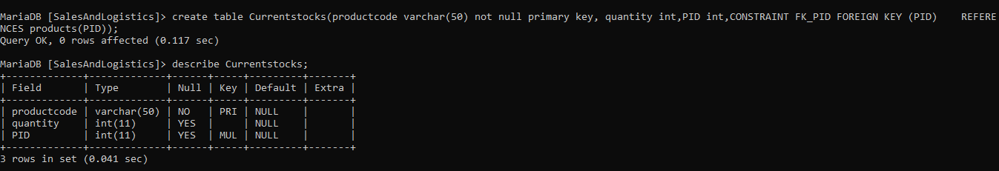 MariaDB [SalesAndLogistics]> create table Currentstocks(productcode varchar(50) not null primary key, quantity int,PID int,CONSTRAINT FK_PID FOREIGN KEY (PID)    REFERE
NCES products(PID));
Query OK, 0 rows affected (0.117 sec)

MariaDB [SalesAndLogistics]> describe Currentstocks;
+-------------+-------------+------+-----+---------+-------+
| Field       | Type        | Null | Key | Default | Extra |
+-------------+-------------+------+-----+---------+-------+
| productcode | varchar(50) | NO   | PRI | NULL    |       |
| quantity    | int(11)     | YES  |     | NULL    |       |
| PID         | int(11)     | YES  | MUL | NULL    |       |
+-------------+-------------+------+-----+---------+-------+
3 rows in set (0.041 sec)